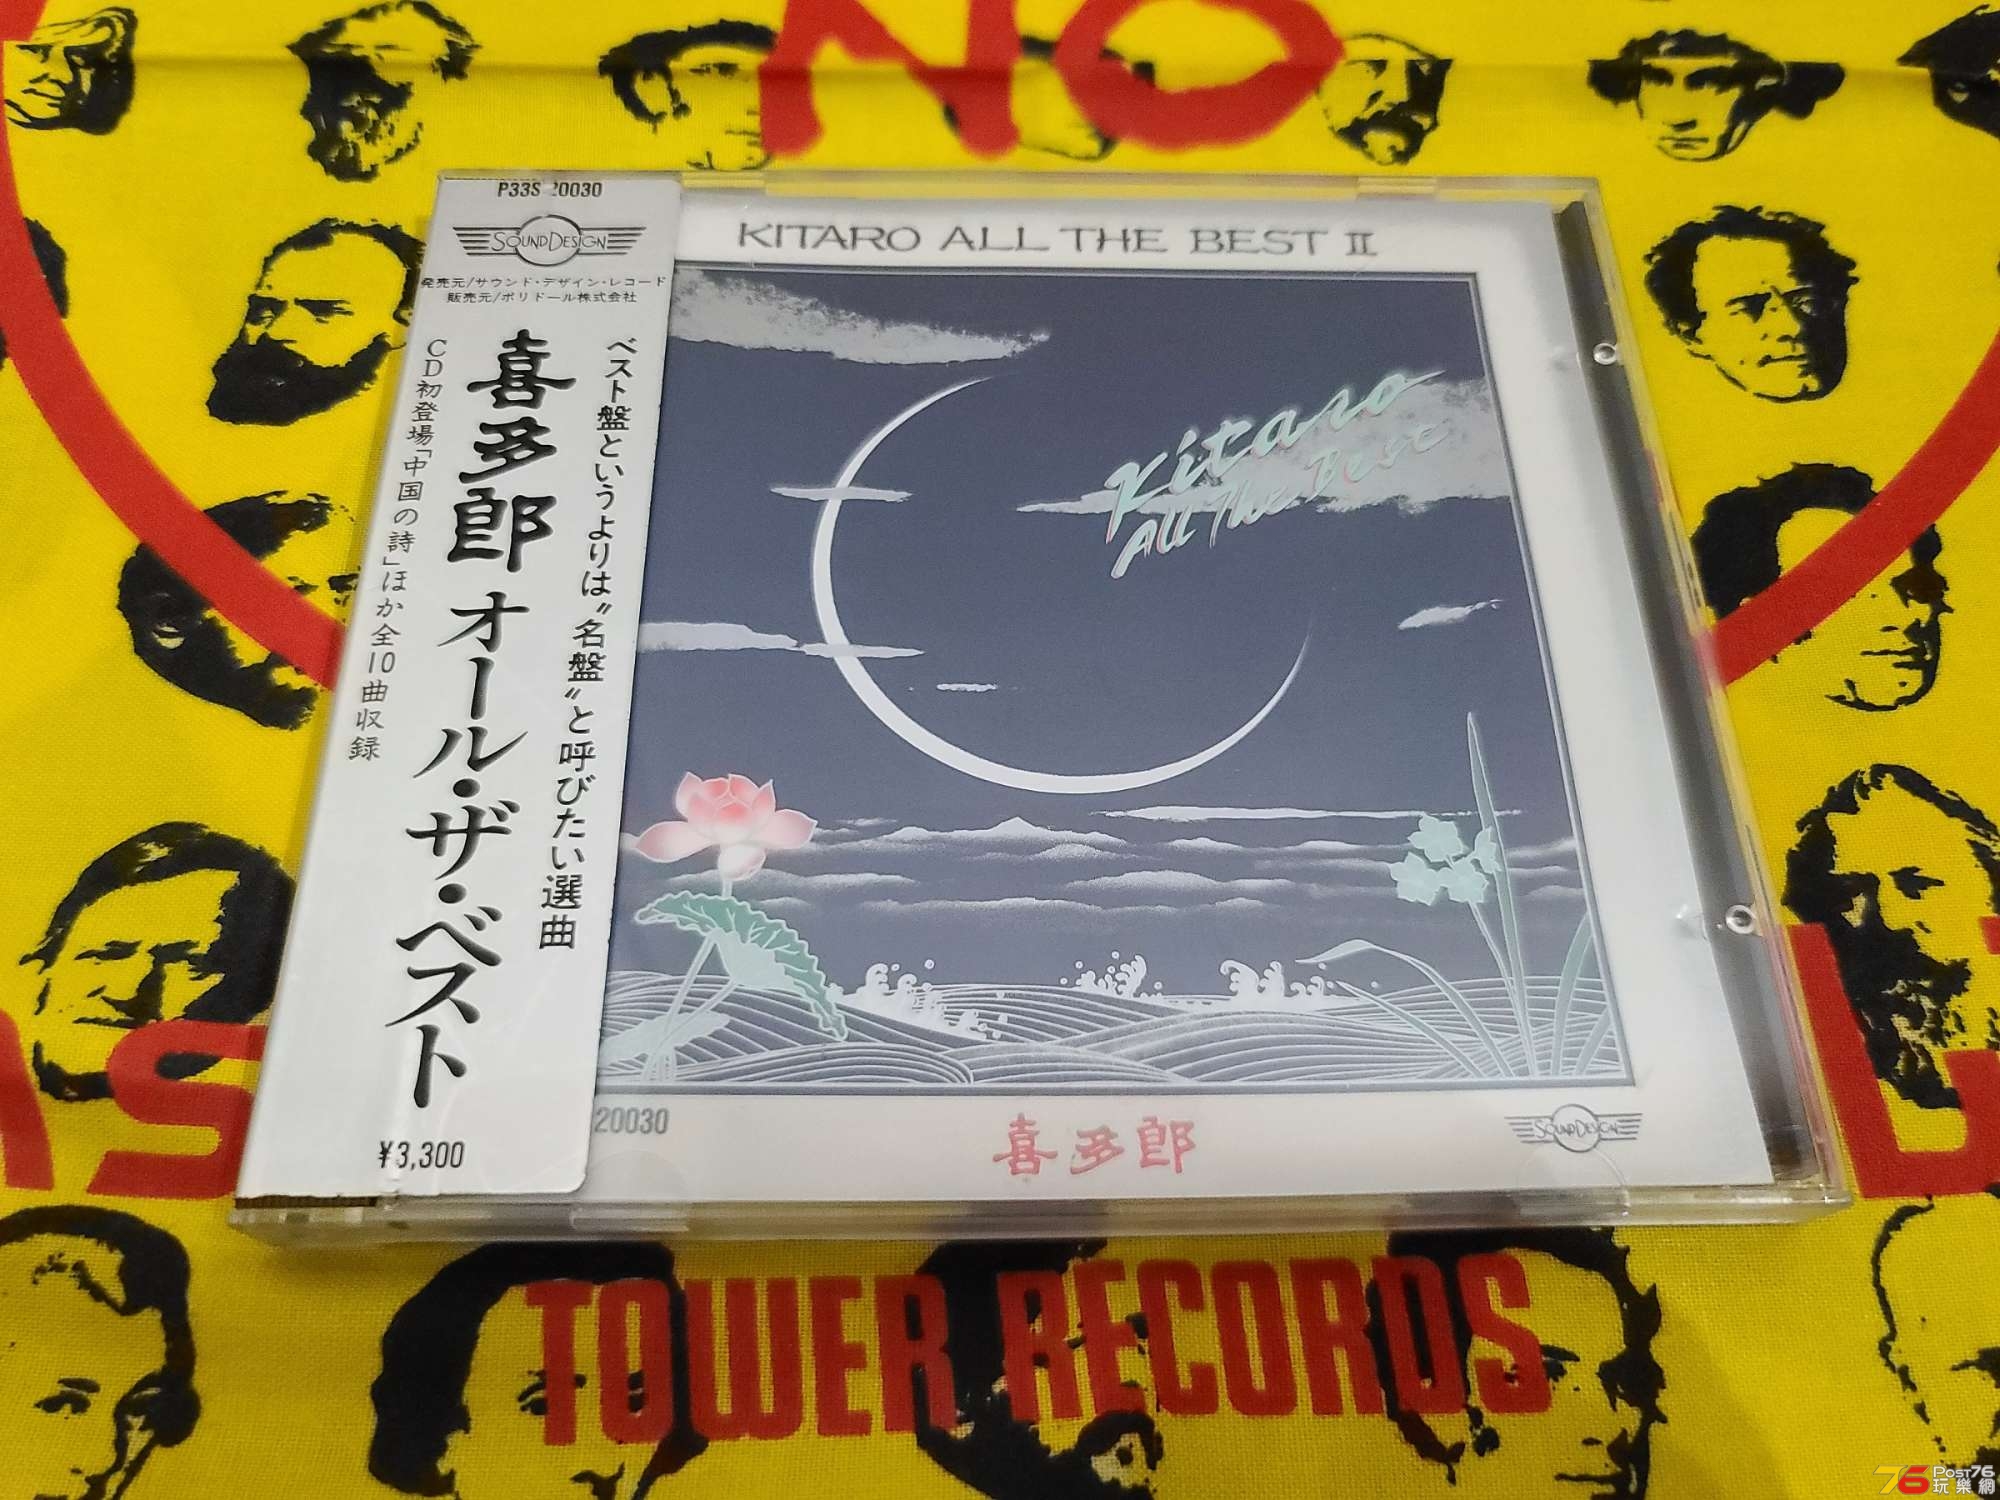 NO
P33S 20030
SOUND DESIGN
発売元/サウンド・デザイン・レコード
販売元/ポリドール株式会社
ベスト盤というよりは〝名盤〟と呼びたい選曲
喜多郎 オール・ザ・ベスト
CD初登場「中国の詩」ほか全10曲収録
¥3,300
KITARO ALL THE BEST II
Kitaro
All The Best
20030
喜多郎
SOUND DESIGN
TOWER RECORDS
76 Post76
玩樂網